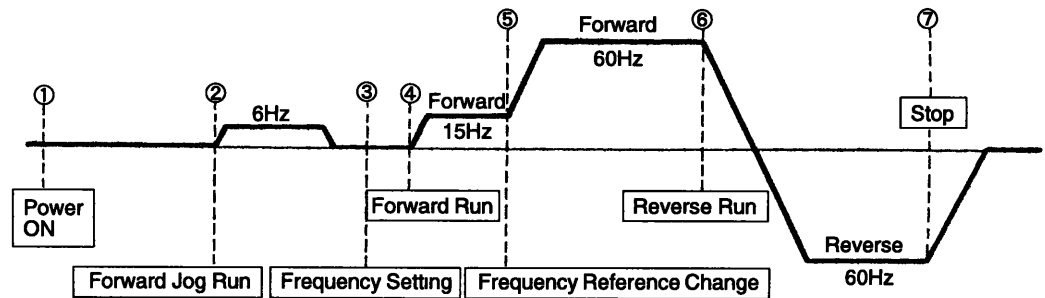 ⑤
Forward
⑥
⑦
60Hz
①
②
6Hz
③
④
Forward
15Hz
Stop
Power
ON
Forward Run
Reverse Run
Reverse
60Hz
Forward Jog Run
Frequency Setting
Frequency Reference Change